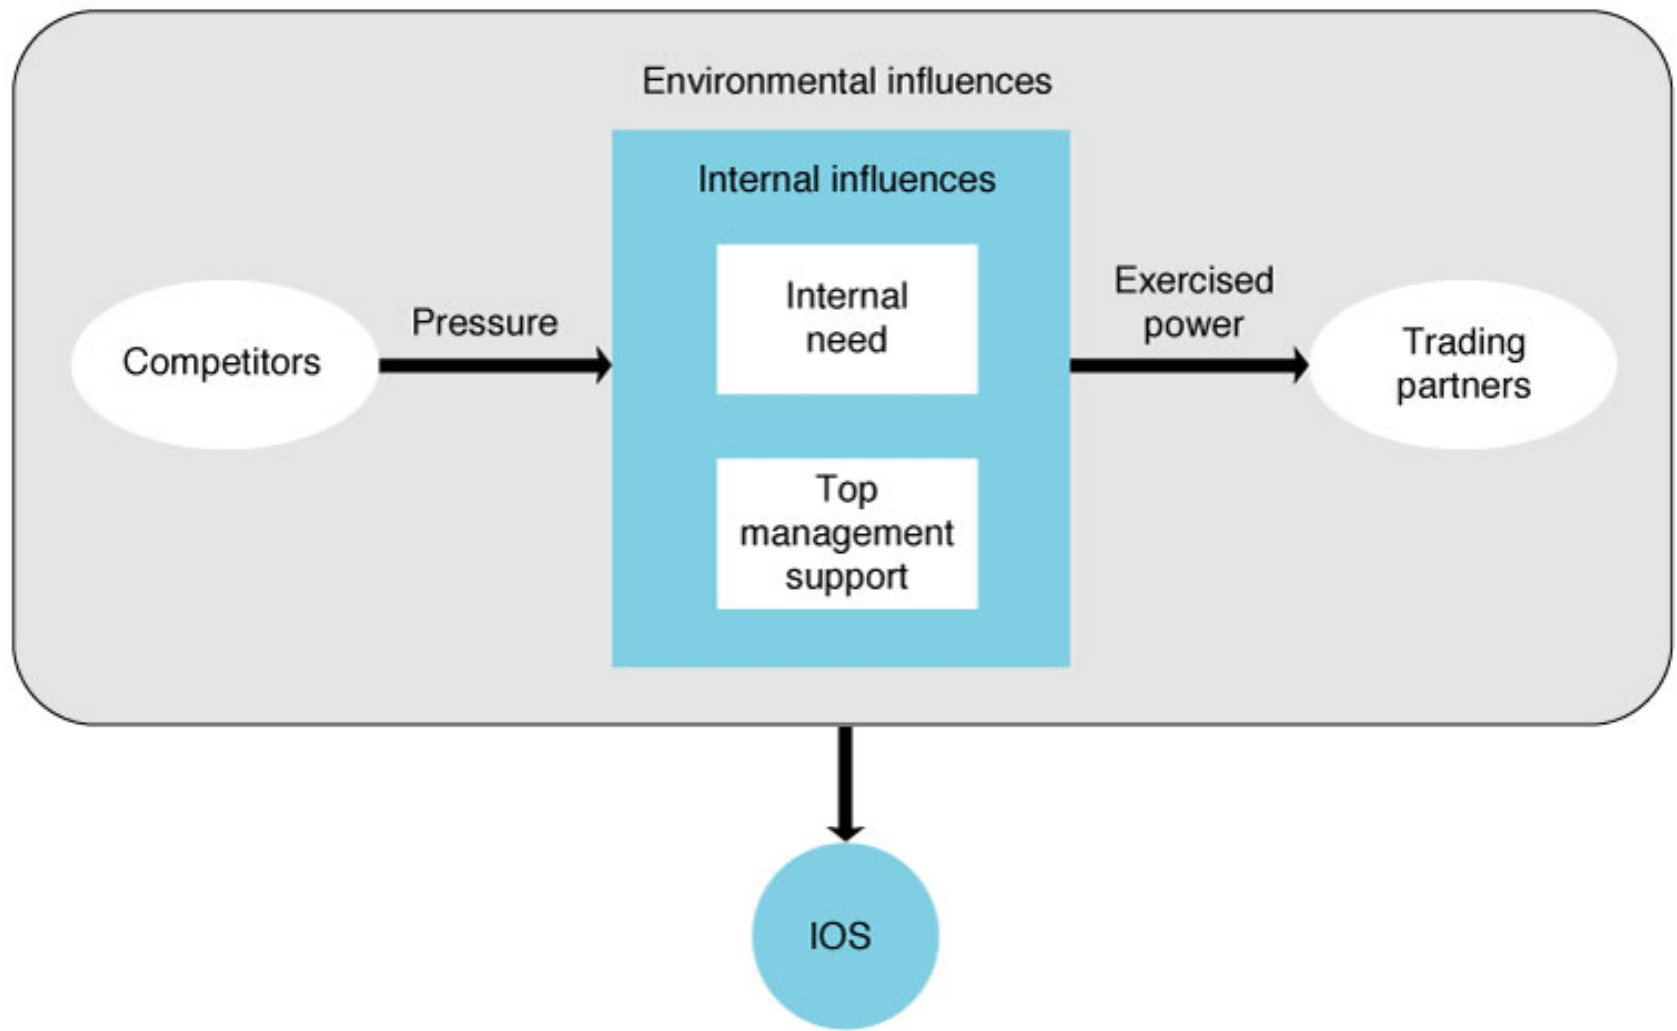 Environmental influences
Internal influences
Competitors
Pressure
Internal
need
Top
management
support
Exercised
power
Trading
partners
IOS